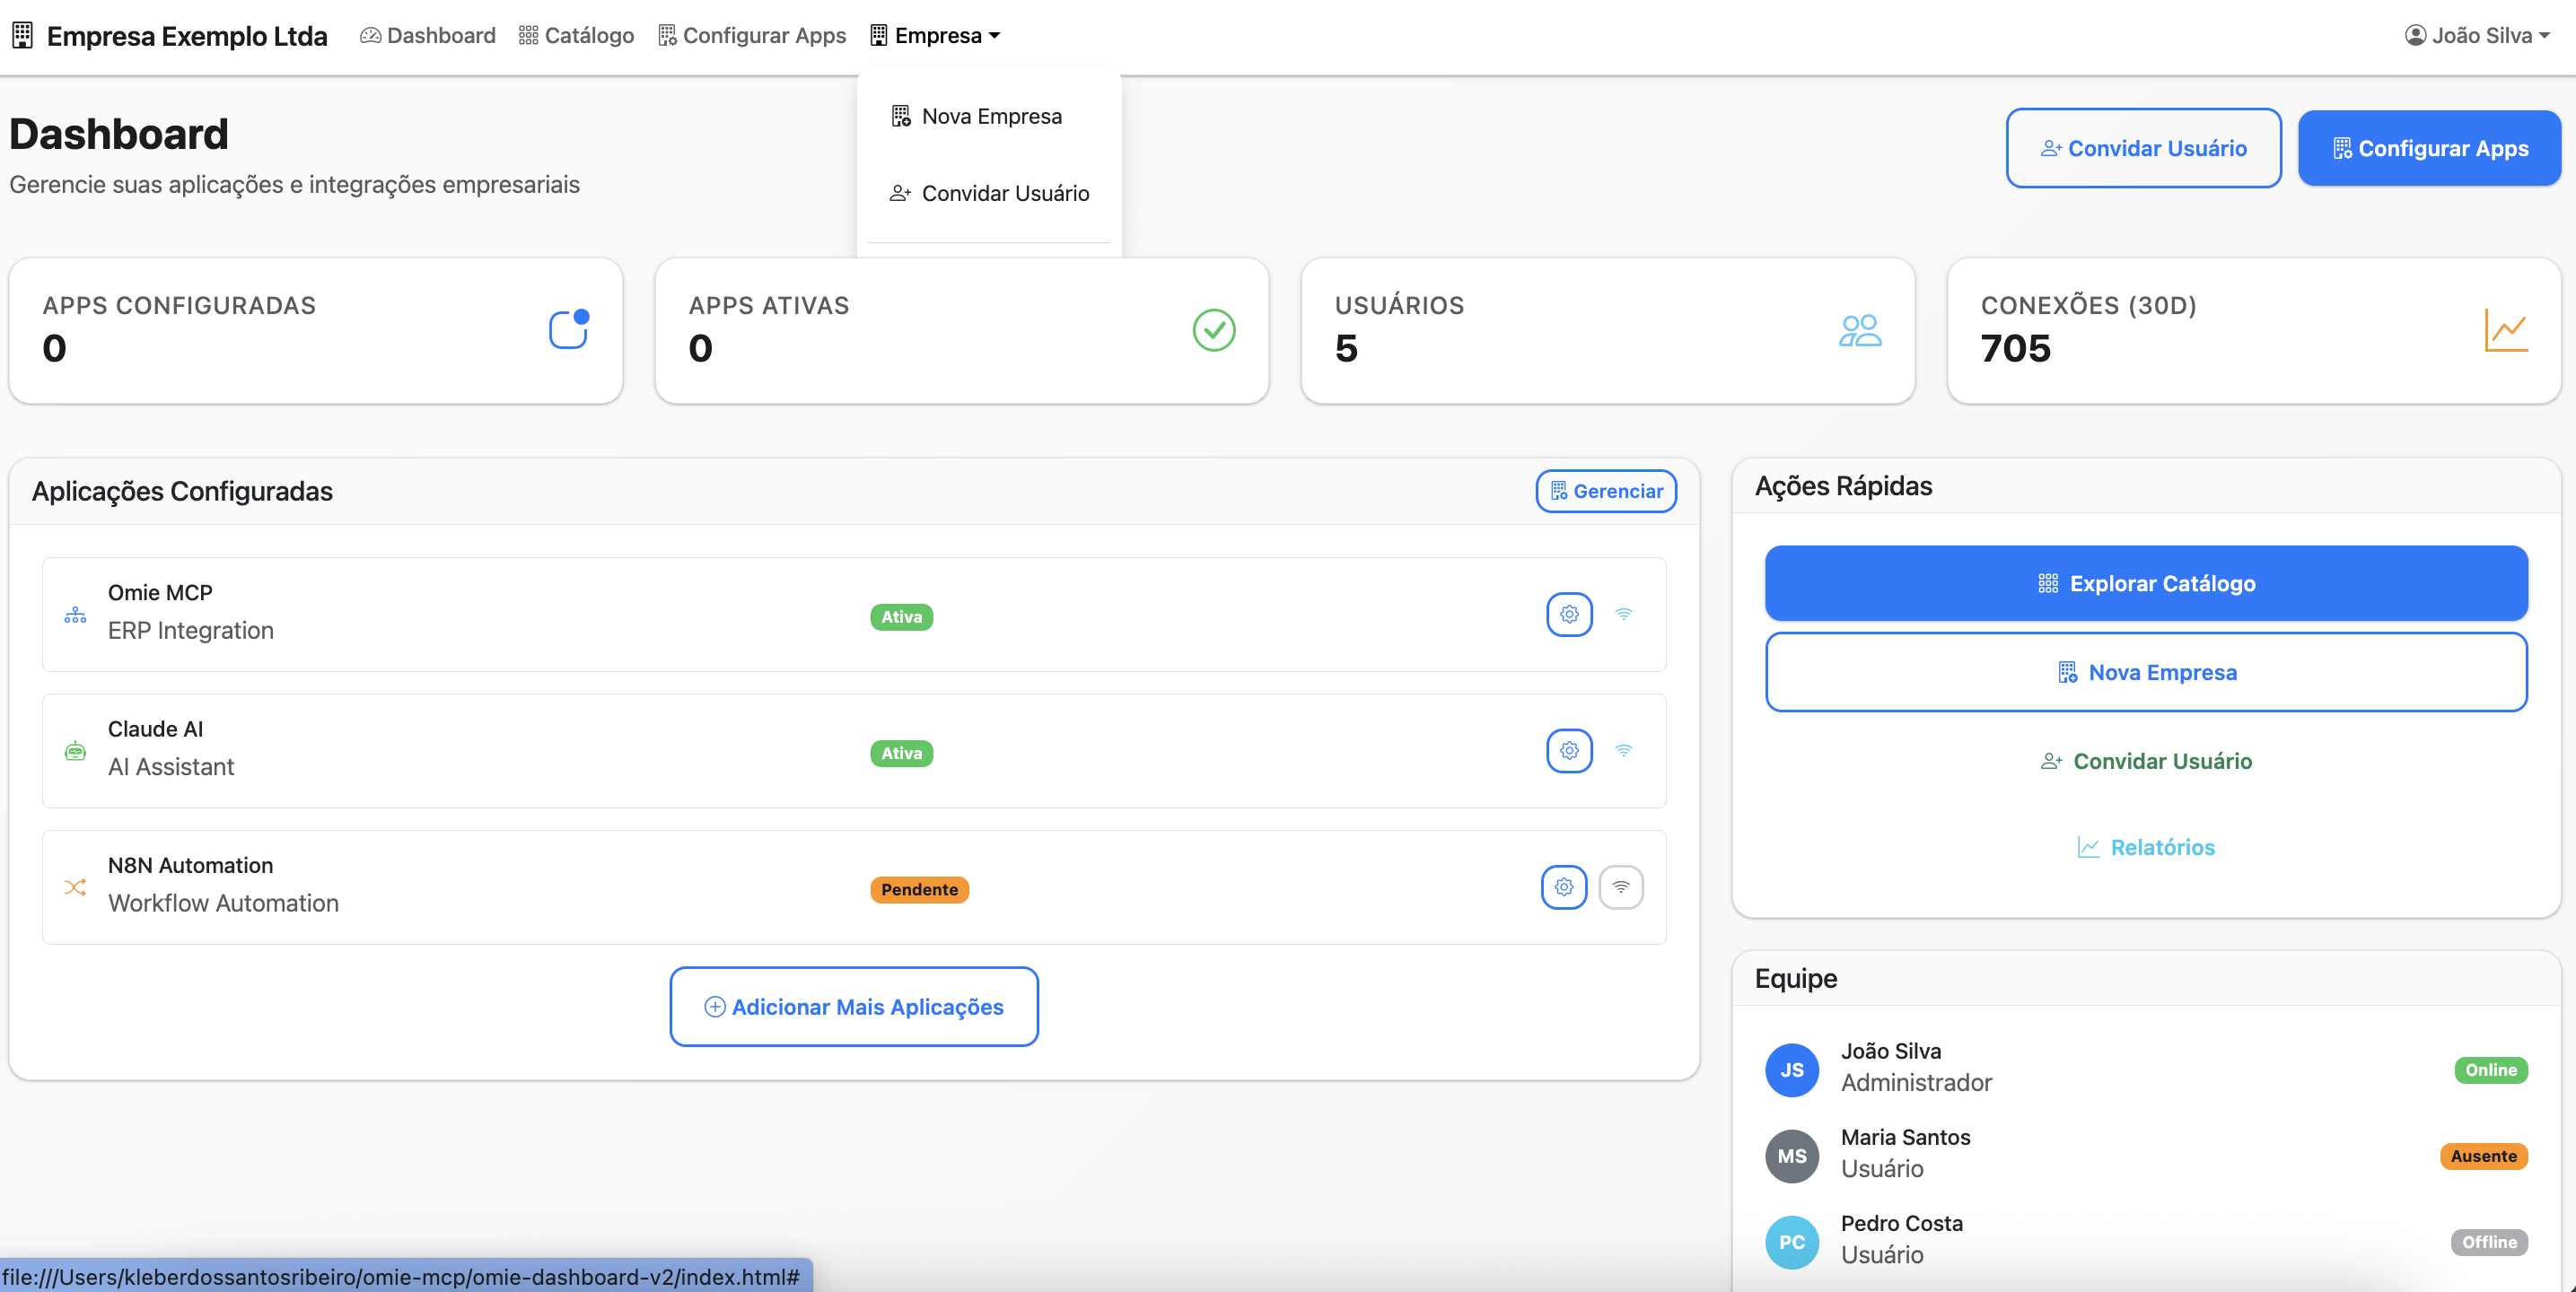 Empresa Exemplo Ltda
Dashboard
Catálogo
Configurar Apps
Empresa
João Silva
Nova Empresa
Convidar Usuário
Dashboard
Gerencie suas aplicações e integrações empresariais
Convidar Usuário
Configurar Apps
APPS CONFIGURADAS
0
APPS ATIVAS
0
USUÁRIOS
5
CONEXÕES (30D)
705
Aplicações Configuradas
Gerenciar
Omie MCP
ERP Integration
Ativa
Claude AI
AI Assistant
Ativa
N8N Automation
Workflow Automation
Pendente
Adicionar Mais Aplicações
Ações Rápidas
Explorar Catálogo
Nova Empresa
Convidar Usuário
Relatórios
Equipe
JS
João Silva
Administrador
Online
MS
Maria Santos
Usuário
Ausente
PC
Pedro Costa
Usuário
Offline
file:///Users/kleberdossantosribeiro/omie-mcp/omie-dashboard-v2/index.html#